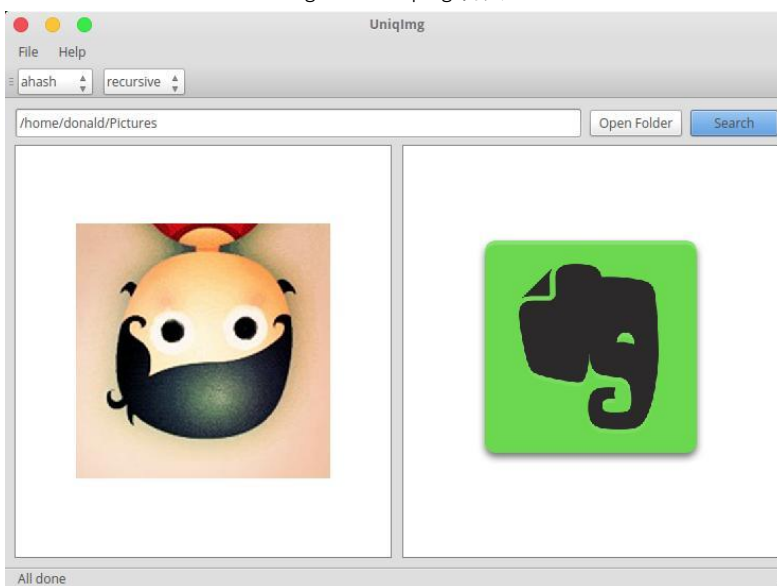 UniqImg
File Help
ahash recursive
/home/donald/Pictures Open Folder Search
All done